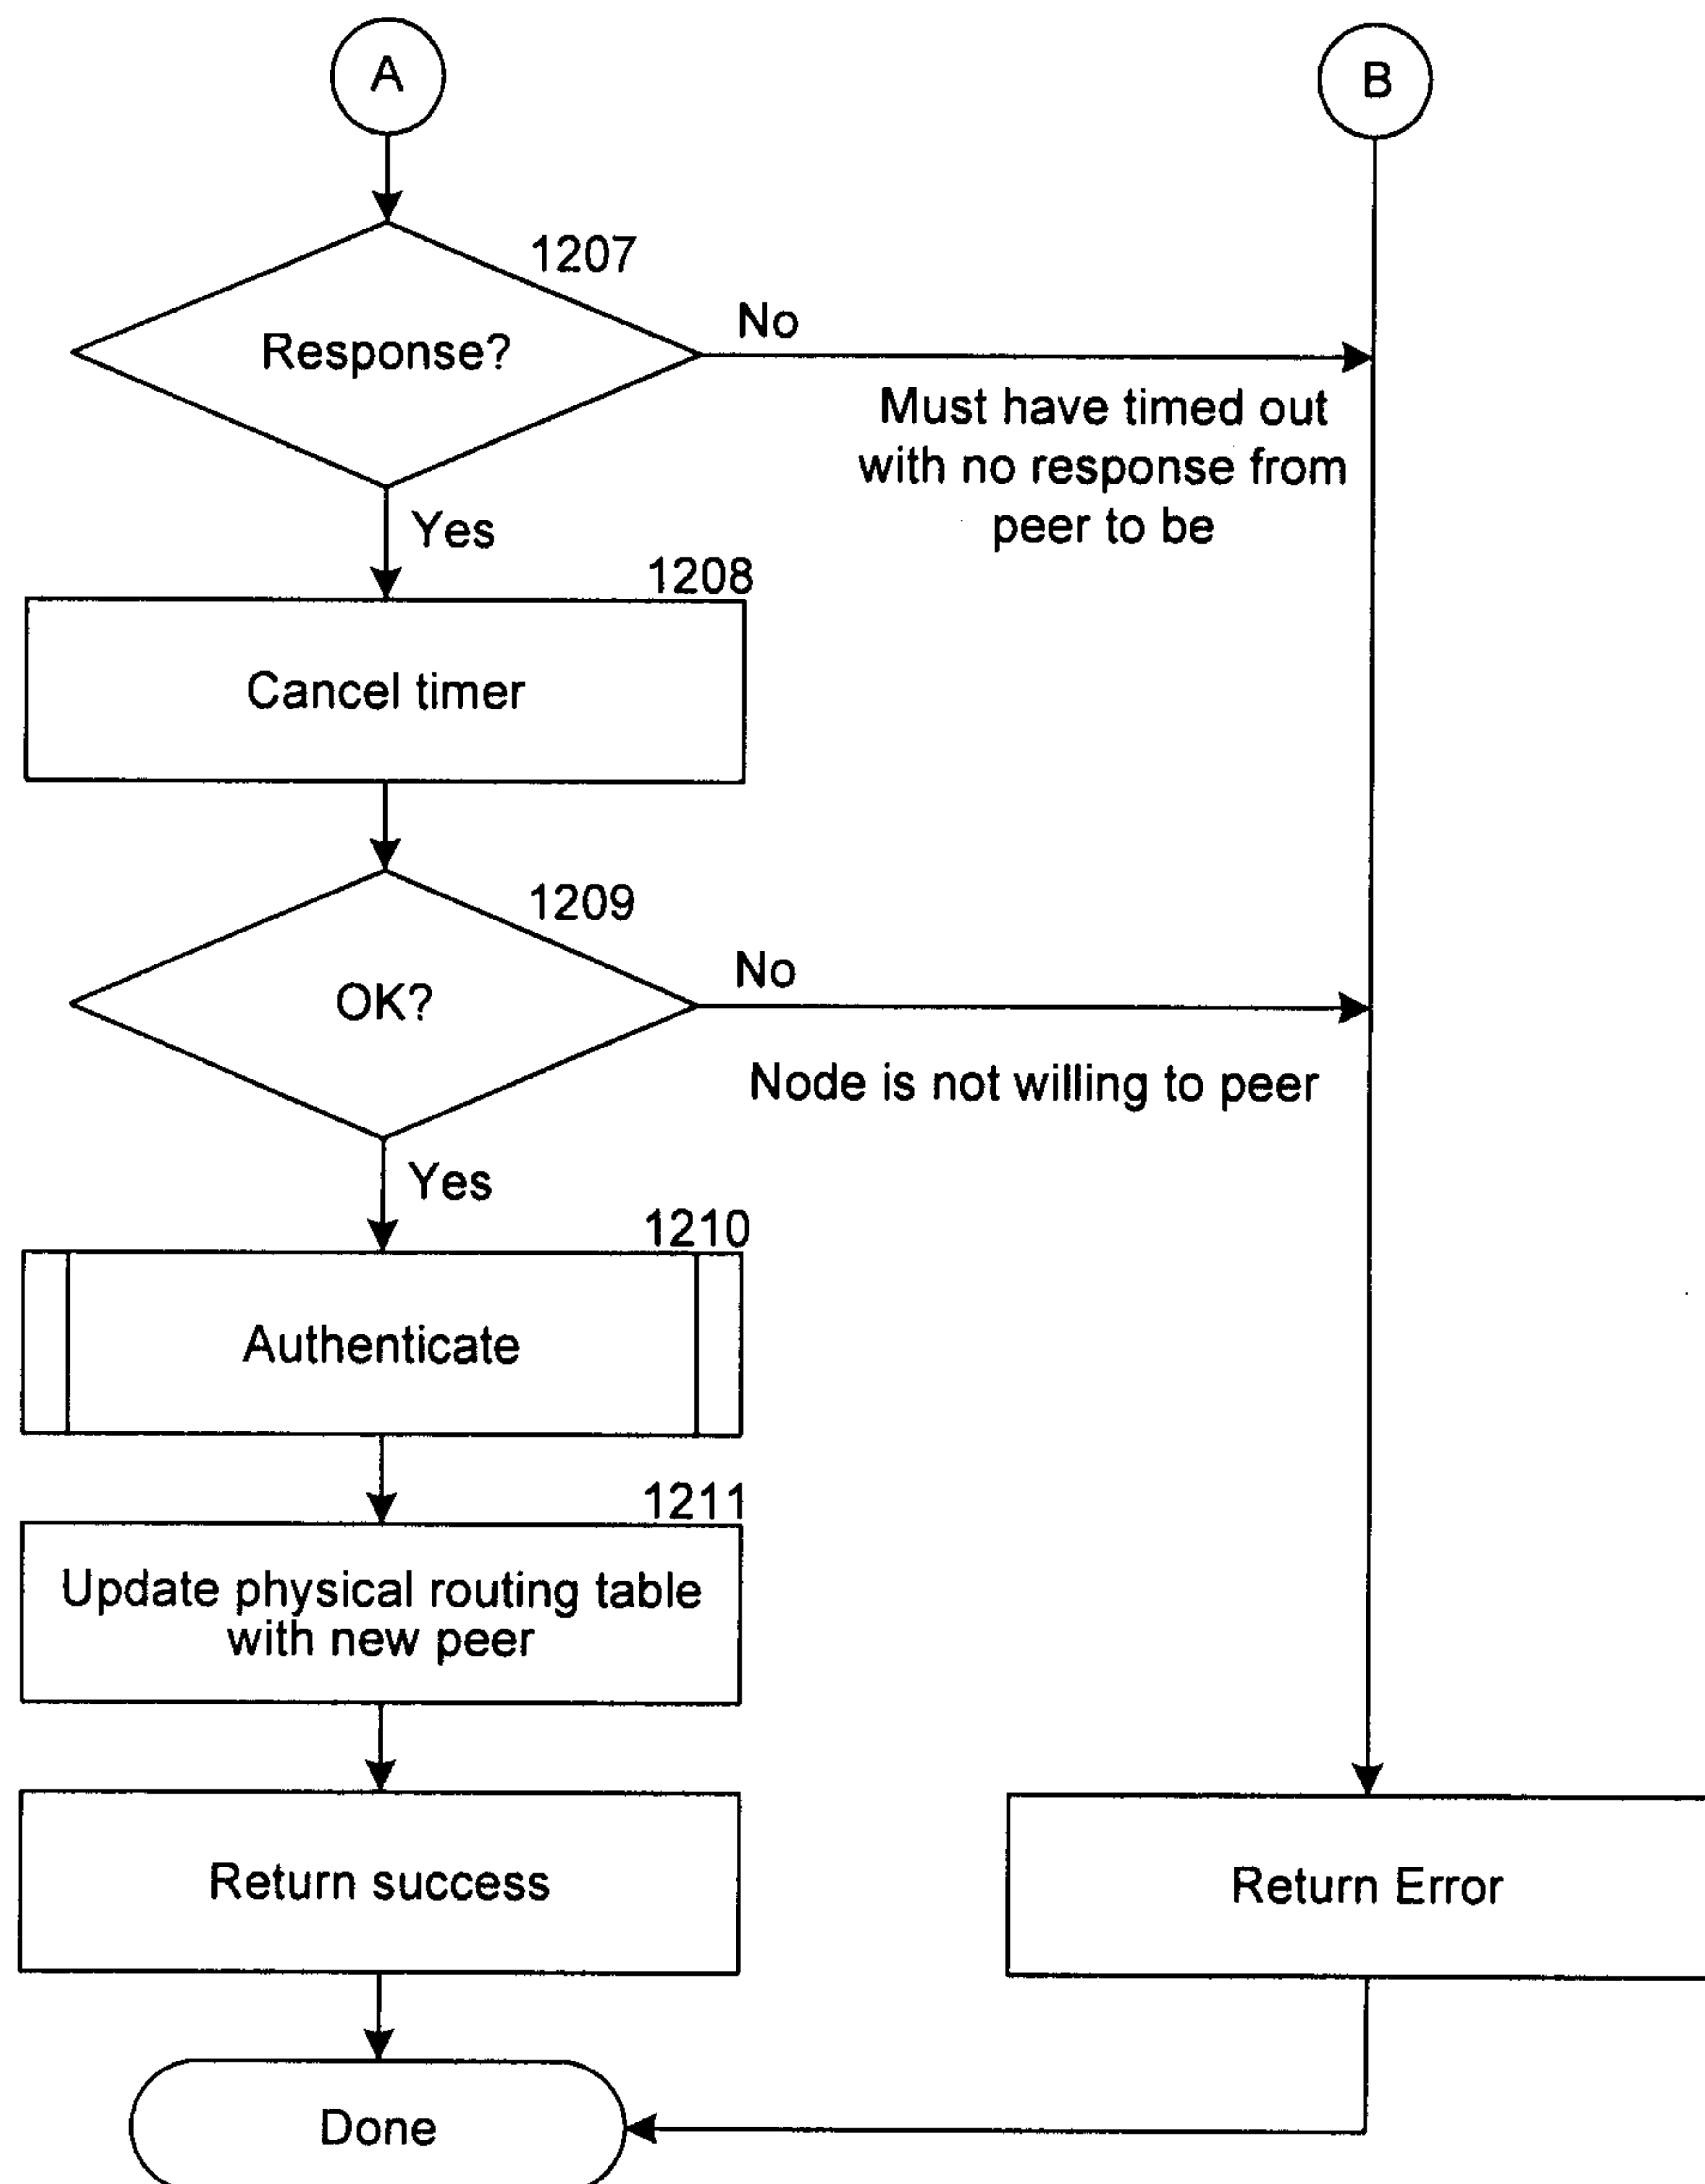 A
B
1207
Response?
No
Must have timed out
with no response from
peer to be
Yes
1208
Cancel timer
1209
OK?
No
Node is not willing to peer
Yes
1210
Authenticate
1211
Update physical routing table
with new peer
Return success
Return Error
Done